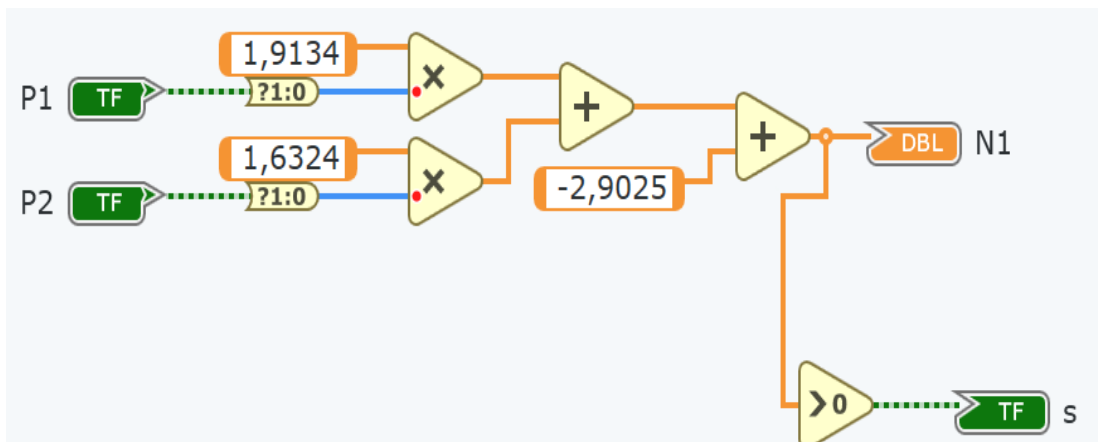 1,9134
P1 TF ?1:0 ×
+
+ DBL N1
1,6324
P2 TF ?1:0 ×
-2,9025
>0 TF s